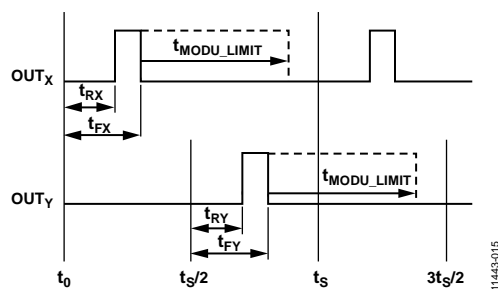 OUTX
tMODU_LIMIT
tRX
tFX
OUTY
tMODU_LIMIT
tRY
tFY
t0
tS/2
tS
3tS/2
11443-015